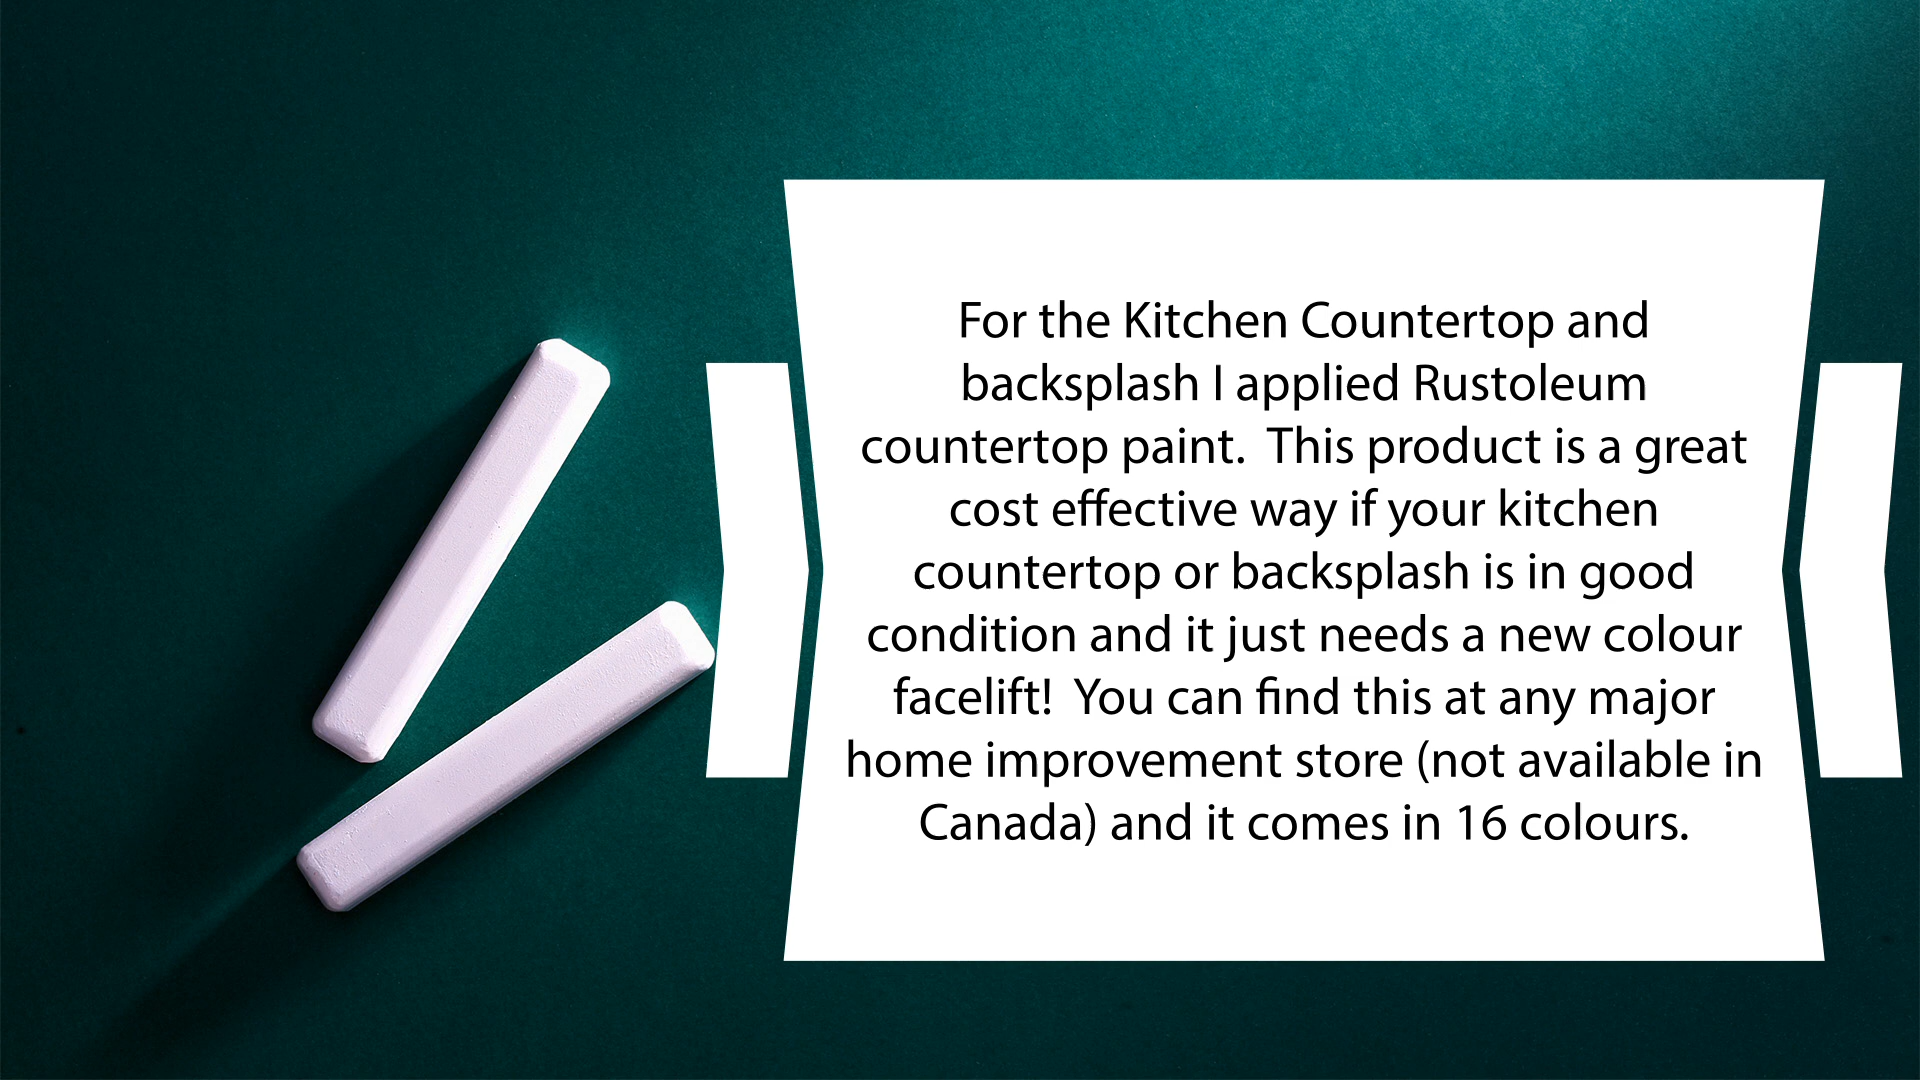 For the Kitchen Countertop and
backsplash I applied Rustoleum
countertop paint.  This product is a great
cost effective way if your kitchen
countertop or backsplash is in good
condition and it just needs a new colour
facelift!  You can find this at any major
home improvement store (not available in
Canada) and it comes in 16 colours.